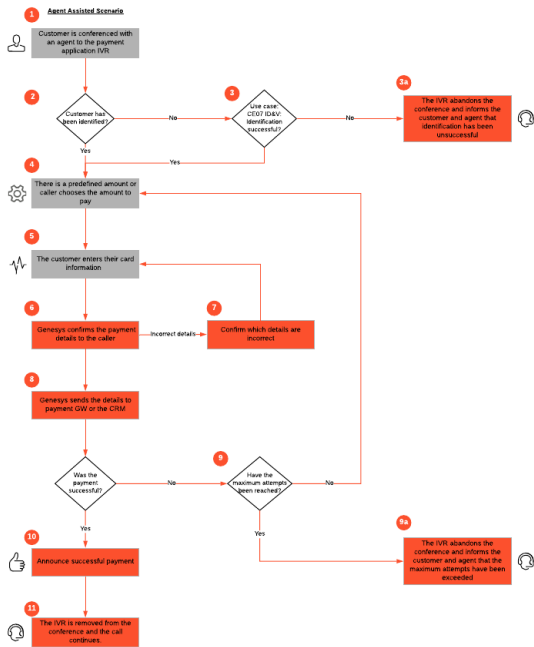 Agent Assisted Scenario
1
Customer is conferenced with
an agent to the payment
application IVR
2
Customer has
been identified?
No
3
Use case:
CE07 ID&V:
Identification
successful?
No
3a
The IVR abandons the
conference and informs the
customer and agent that
identification has been
unsuccessful
Yes
Yes
4
There is a predefined amount or
caller chooses the amount to
pay
5
The customer enters their card
information
6
Genesys confirms the payment
details to the caller
Incorrect details
7
Confirm which details are
incorrect
8
Genesys sends the details to
payment GW or the CRM
Was the
payment
successful?
No
9
Have the
maximum attempts
been reached?
No
Yes
Yes
9a
The IVR abandons the
conference and informs the
customer and agent that the
maximum attempts have been
exceeded
10
Announce successful payment
11
The IVR is removed from the
conference and the call
continues.